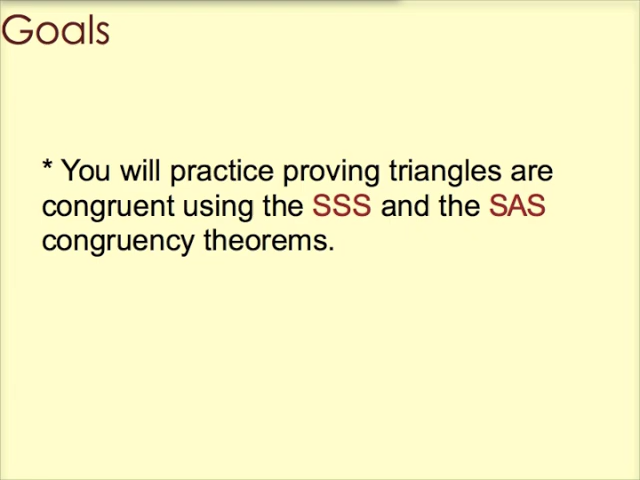 Goals
* You will practice proving triangles are
congruent using the SSS and the SAS
congruency theorems.